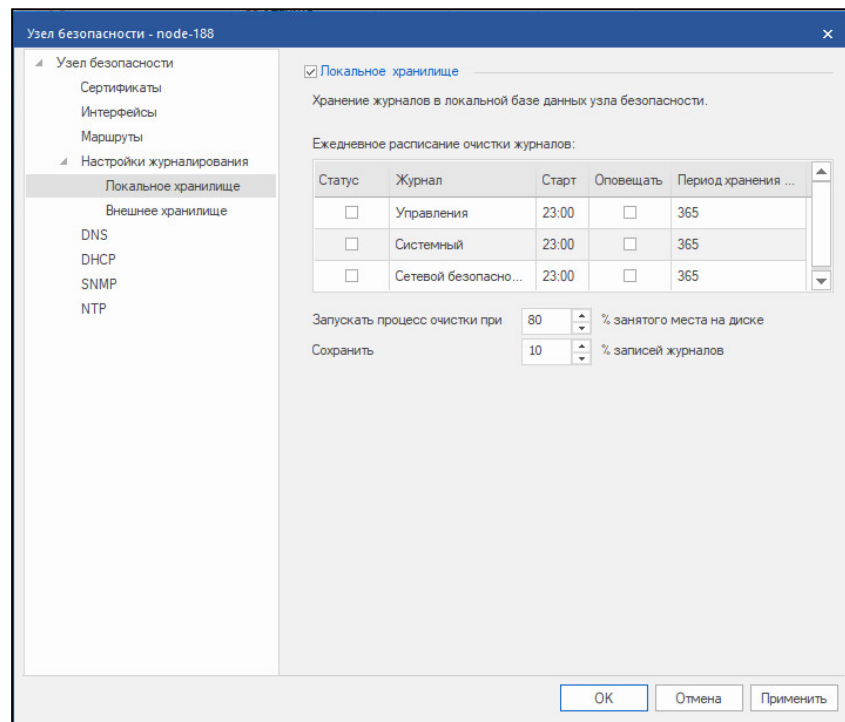 Узел безопасности - node-188
Узел безопасности
Сертификаты
Интерфейсы
Маршруты
Настройки журналирования
Локальное хранилище
Внешнее хранилище
DNS
DHCP
SNMP
NTP
Локальное хранилище
Хранение журналов в локальной базе данных узла безопасности.
Ежедневное расписание очистки журналов:
Статус Журнал Старт Оповещать Период хранения ...
Управления 23:00 365
Системный 23:00 365
Сетевой безопасно... 23:00 365
Запускать процесс очистки при 80 % занятого места на диске
Сохранить 10 % записей журналов
OK Отмена Применить